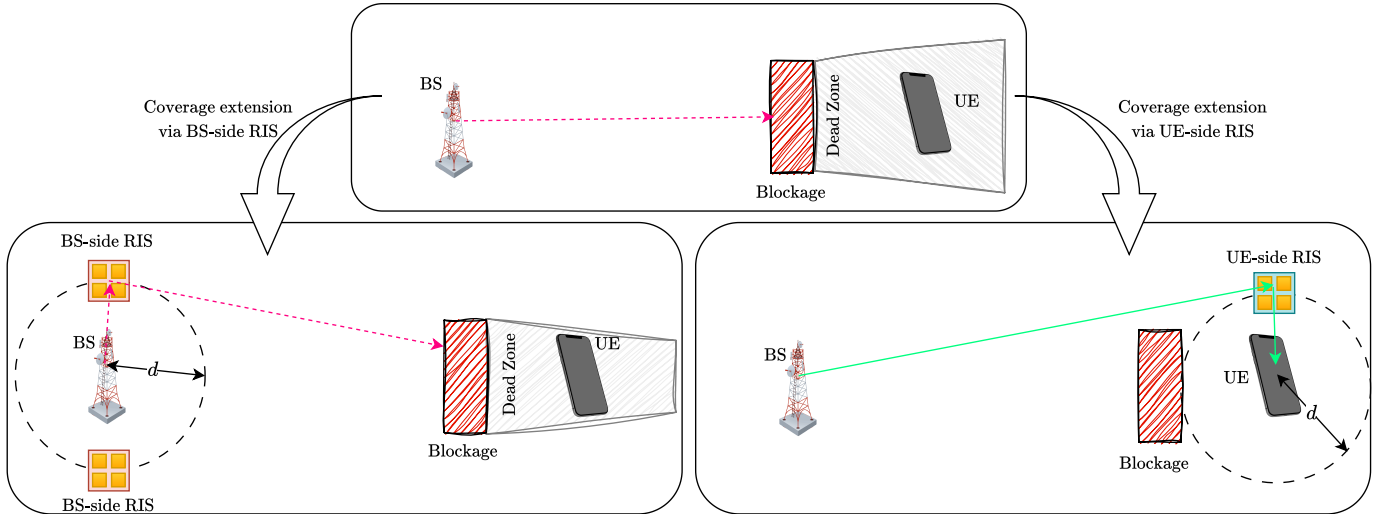 BS
Dead Zone
UE
Blockage
Coverage extension
via BS-side RIS
Coverage extension
via UE-side RIS
BS-side RIS
BS
d
Dead Zone
UE
Blockage
BS-side RIS
UE-side RIS
BS
UE
d
Blockage